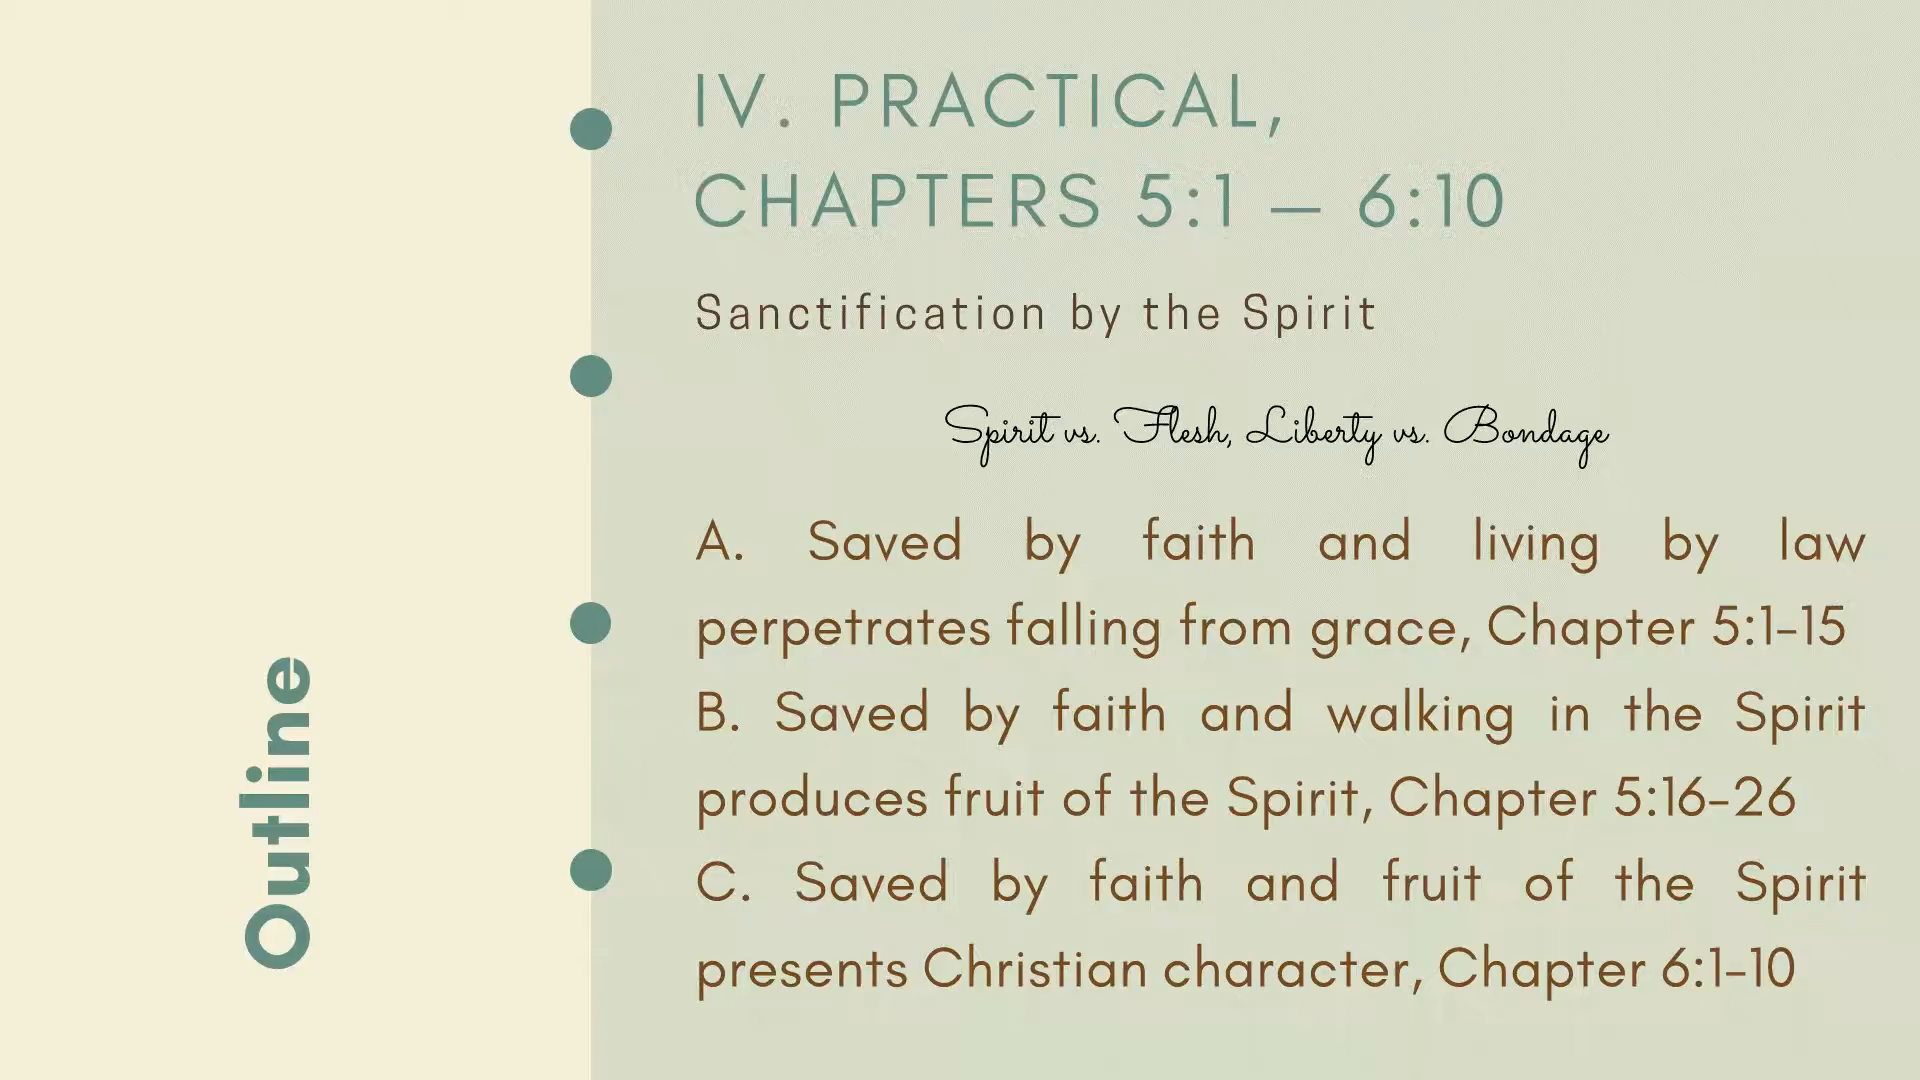 Outline
IV. PRACTICAL,
CHAPTERS 5:1 – 6:10
Sanctification by the Spirit
Spirit vs. Flesh, Liberty vs. Bondage
A. Saved by faith and living by law
perpetrates falling from grace, Chapter 5:1-15
B. Saved by faith and walking in the Spirit
produces fruit of the Spirit, Chapter 5:16-26
C. Saved by faith and fruit of the Spirit
presents Christian character, Chapter 6:1-10